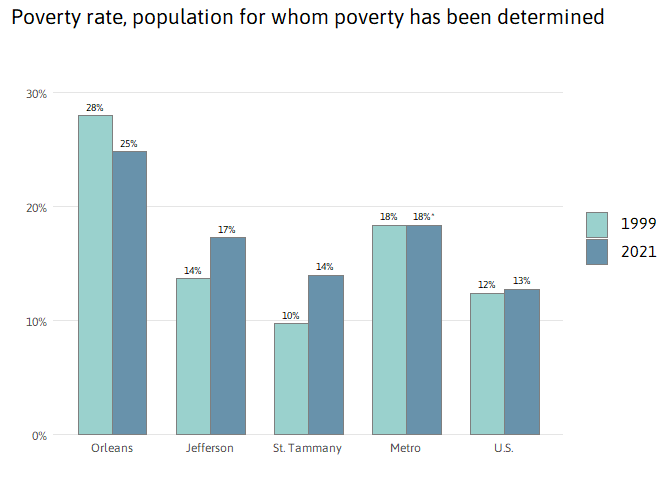 Poverty rate, population for whom poverty has been determined
30%
20%
10%
0%
28%
25%
14%
17%
10%
14%
18%
18%*
12%
13%
Orleans
Jefferson
St. Tammany
Metro
U.S.
1999
2021